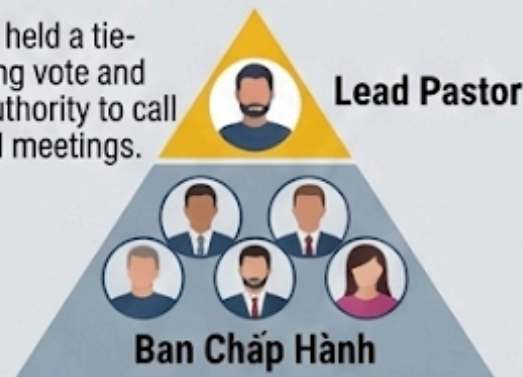 held a tie-
ng vote and
uthority to call
meetings.
Lead Pastor
Ban Chấp Hành